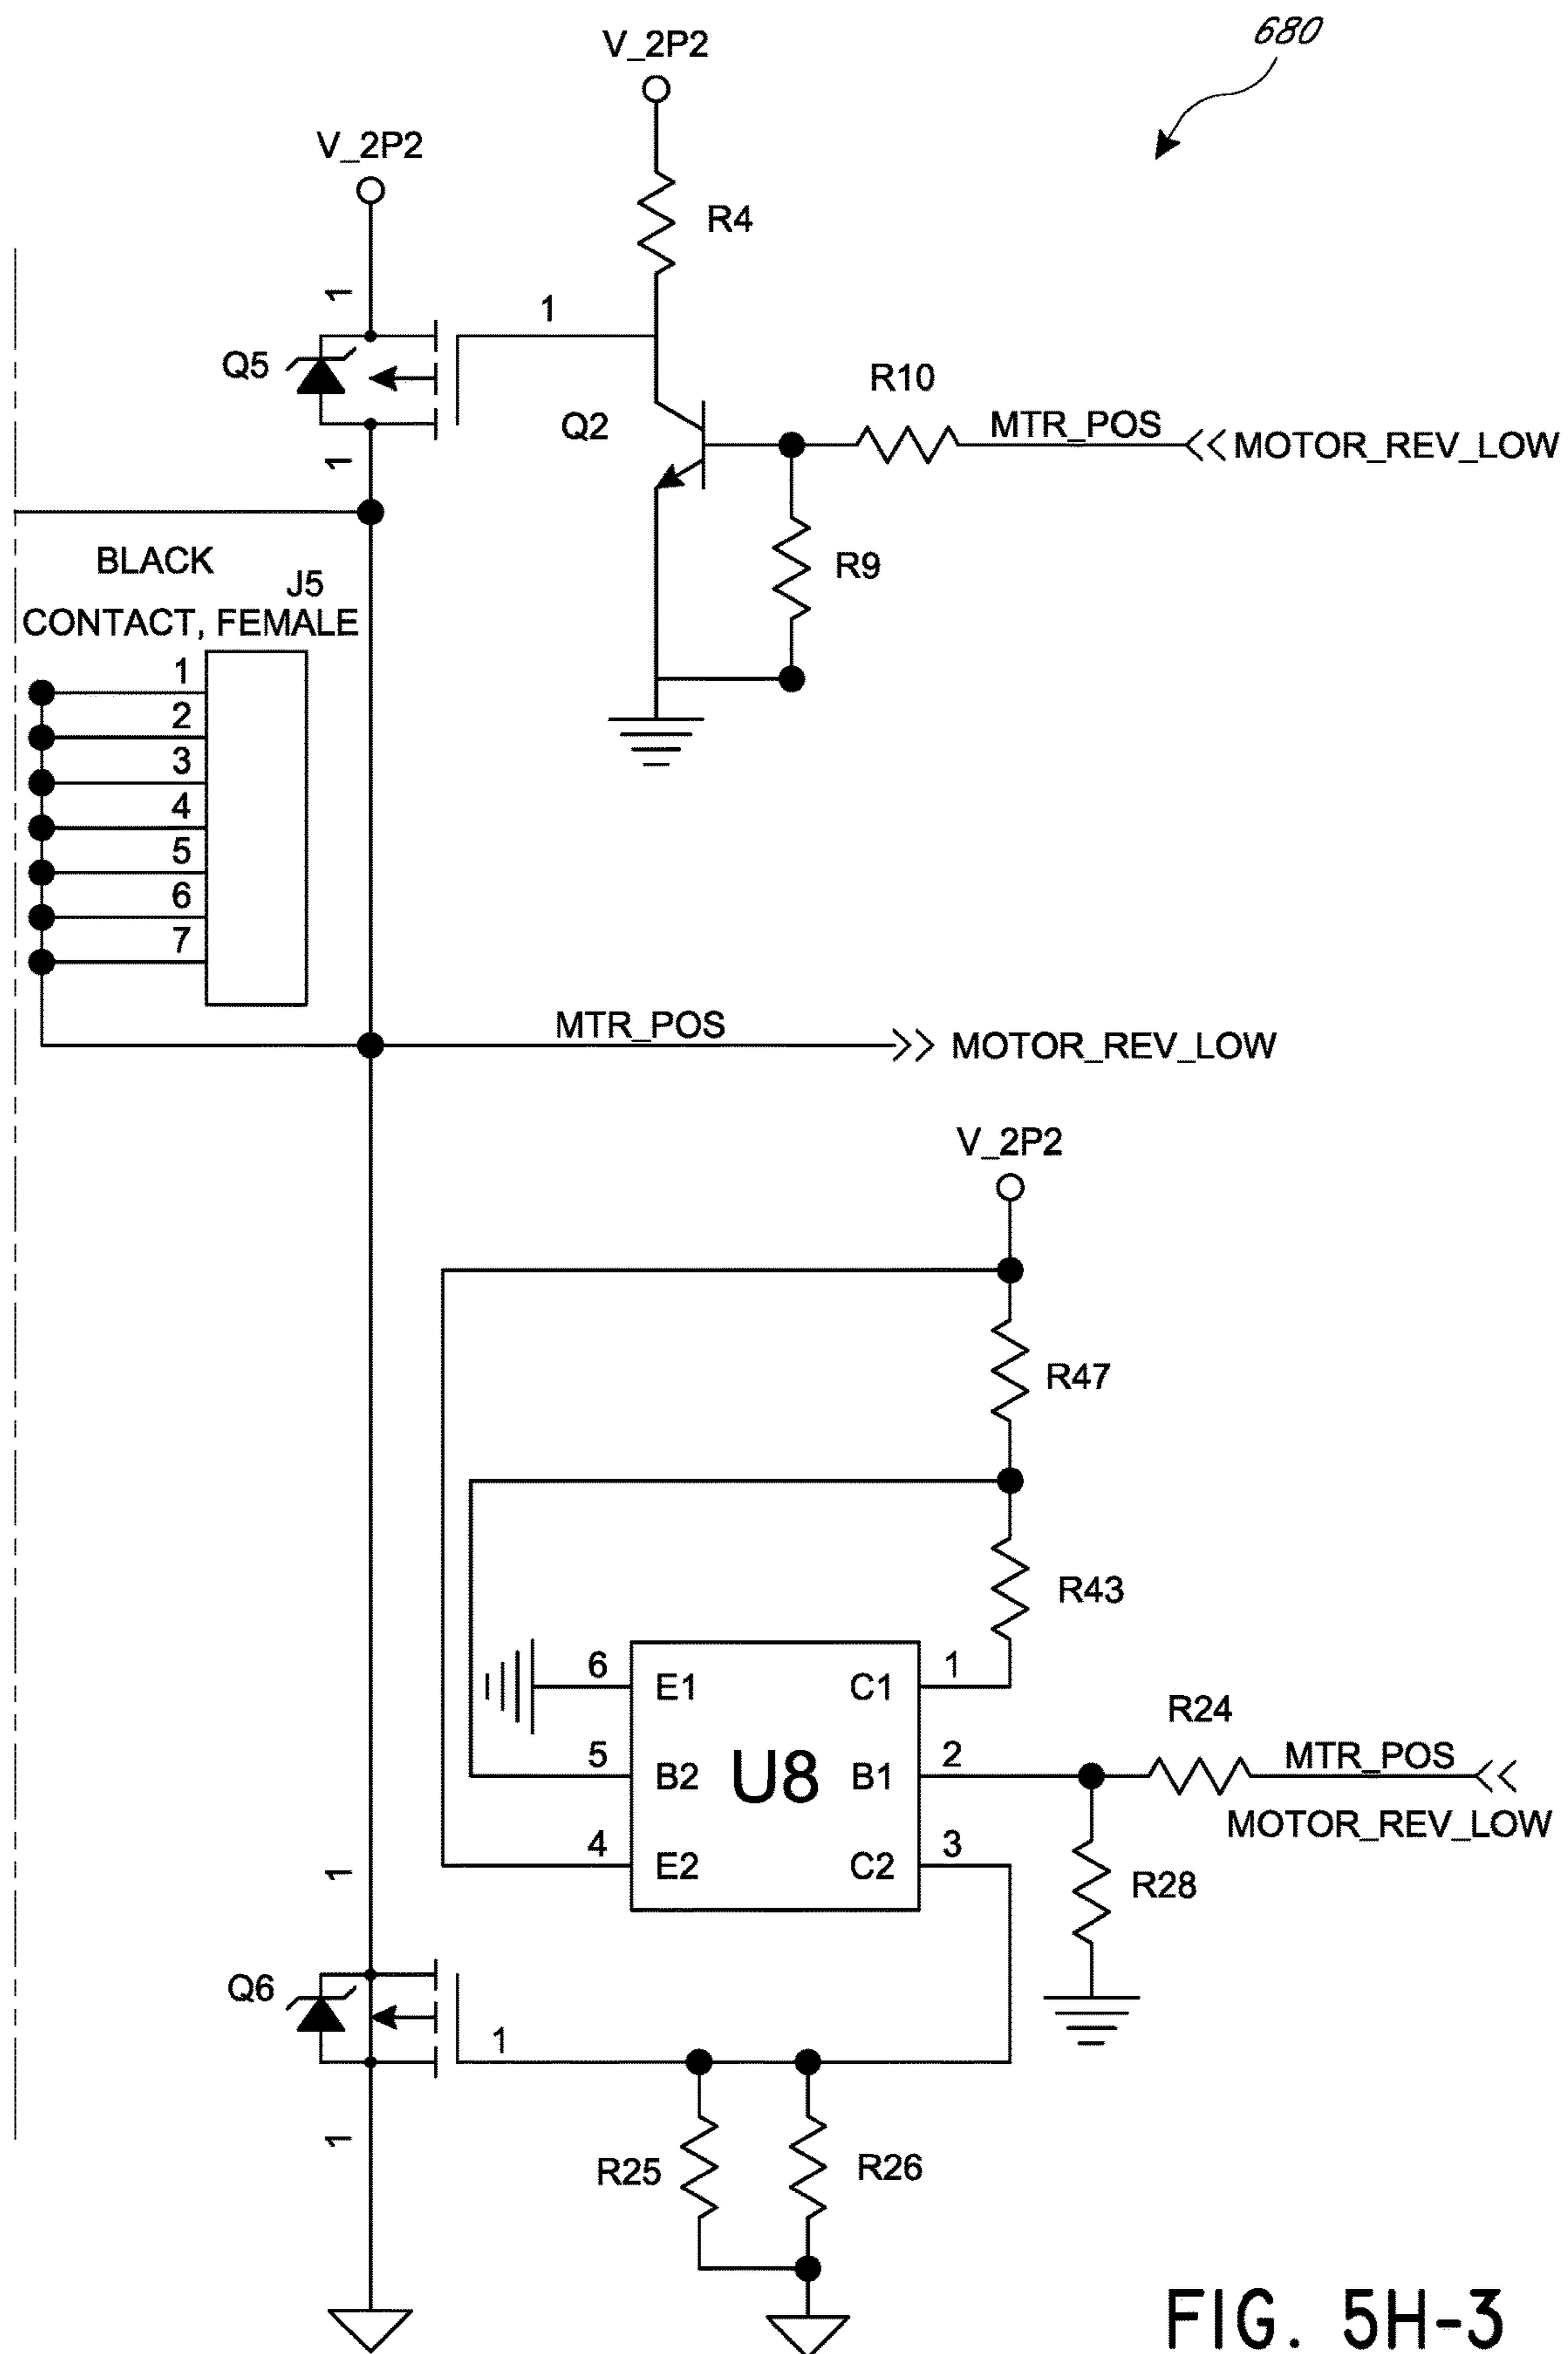 680
V_2P2
V_2P2
R4
1
1
Q5
R10
Q2
MTR_POS
MOTOR_REV_LOW
1
R9
BLACK
J5
CONTACT, FEMALE
1
2
3
4
5
6
7
MTR_POS
MOTOR_REV_LOW
V_2P2
R47
R43
6
E1
C1
1
R24
5
B2
U8
B1
2
MTR_POS
MOTOR_REV_LOW
4
E2
C2
3
1
R28
Q6
1
1
R25
R26
FIG. 5H-3